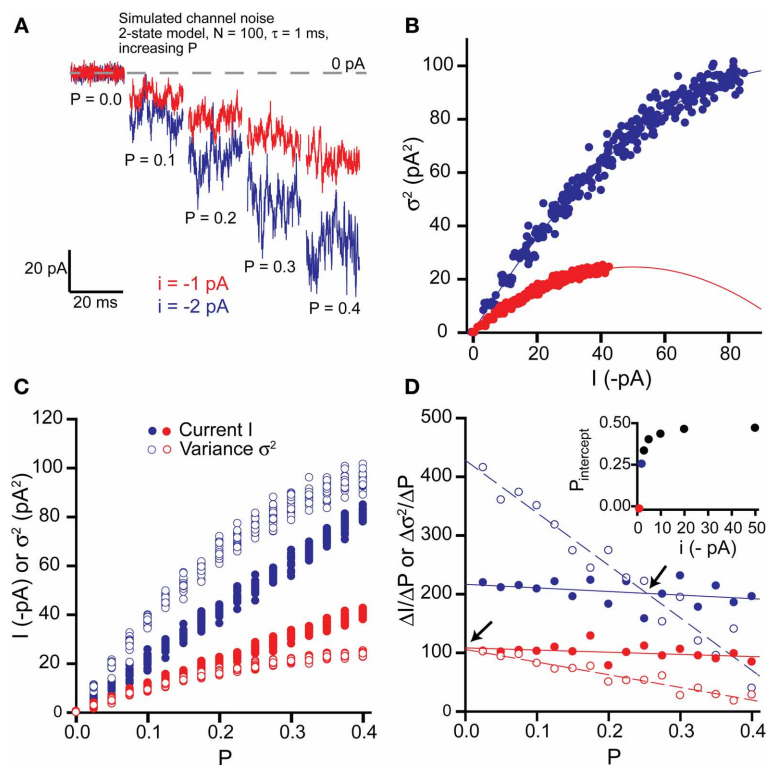 A
Simulated channel noise
2-state model, N = 100, τ = 1 ms,
increasing P
0 pA
P = 0.0
P = 0.1
P = 0.2
P = 0.3
P = 0.4
20 pA
20 ms
i = -1 pA
i = -2 pA
B
100
80
60
40
20
0
σ² (pA²)
0 20 40 60 80
I (-pA)
C
120
100
80
60
40
20
0
I (-pA) or σ² (pA²)
Current I
Variance σ²
0.0 0.1 0.2 0.3 0.4
P
D
500
400
300
200
100
0
ΔI/ΔP or Δσ²/ΔP
0.50
0.25
0.00
Pintercept
0 10 20 30 40 50
i (- pA)
0.0 0.1 0.2 0.3 0.4
P